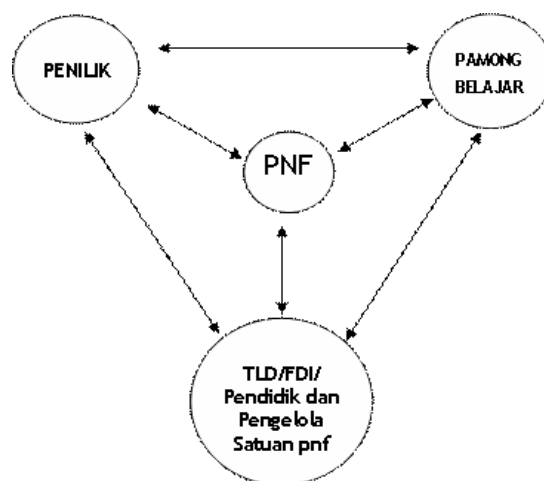 PENILIK
PAMONG
BELAJAR
PNF
TLD/FDI/
Pendidik dan
Pengelola
Satuan pnf